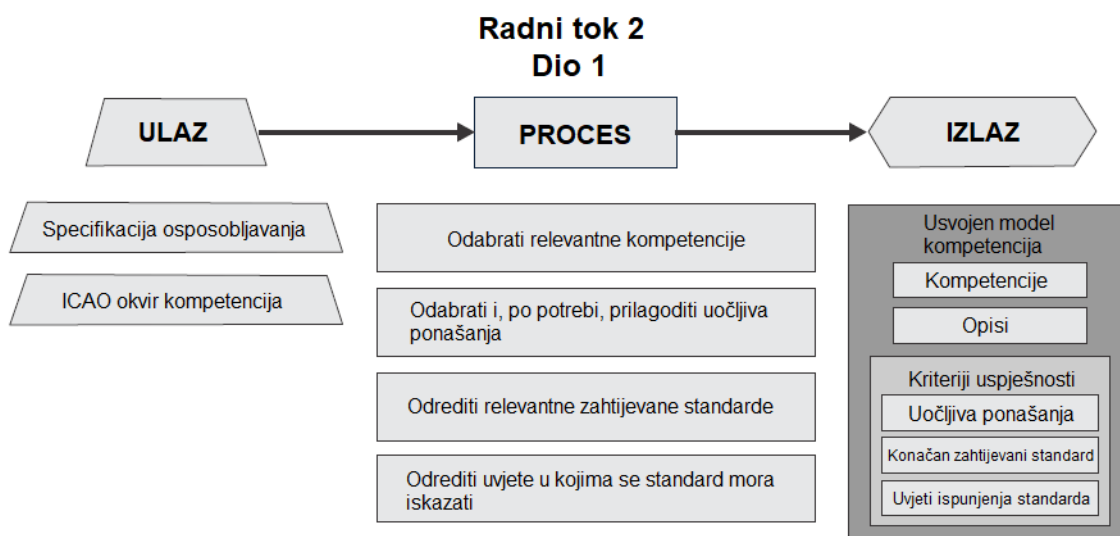 Radni tok 2
Dio 1
ULAZ
PROCES
IZLAZ
Specifikacija osposobljavanja
ICAO okvir kompetencija
Odabrati relevantne kompetencije
Odabrati i, po potrebi, prilagoditi uočljiva
ponašanja
Odrediti relevantne zahtijevane standarde
Odrediti uvjete u kojima se standard mora
iskazati
Usvojen model
kompetencija
Kompetencije
Opisi
Kriteriji uspješnosti
Uočljiva ponašanja
Konačan zahtijevani standard
Uvjeti ispunjenja standarda